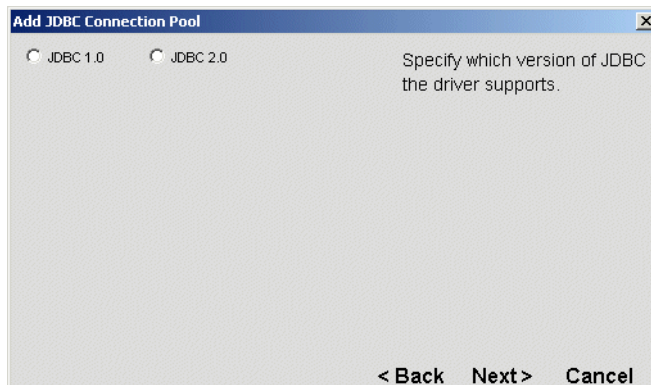 Add JDBC Connection Pool
JDBC 1.0 JDBC 2.0
Specify which version of JDBC
the driver supports.
< Back Next > Cancel